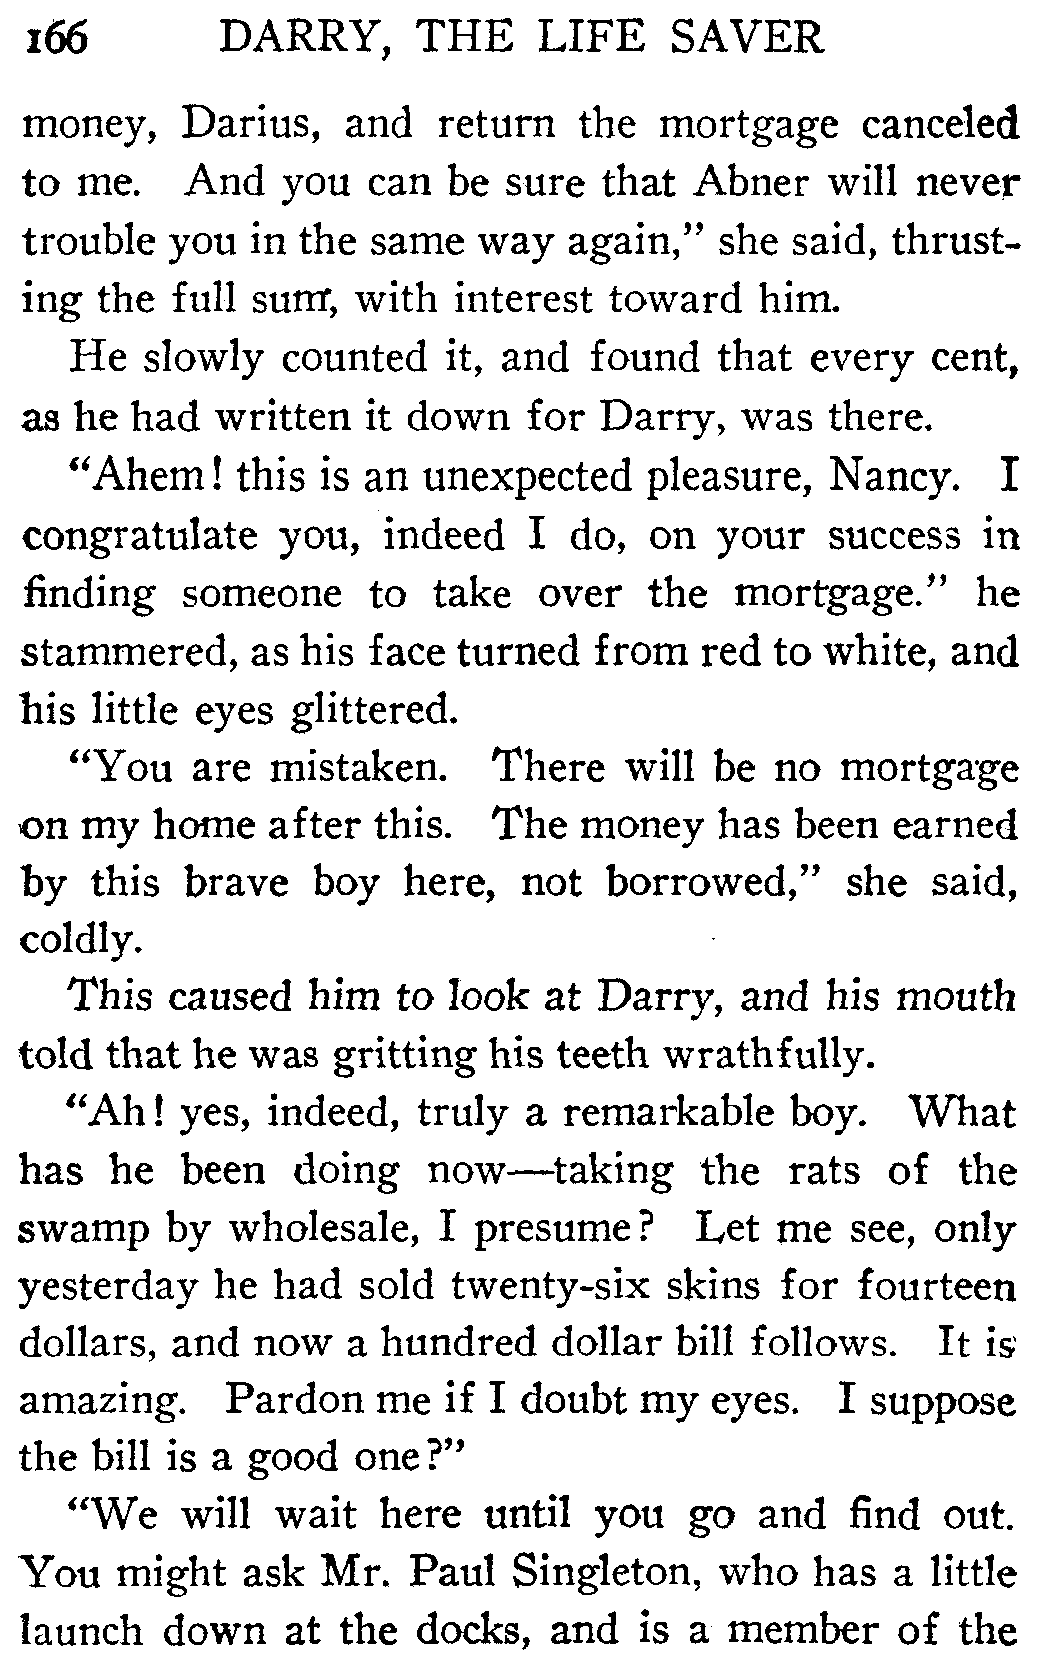 166 DARRY, THE LIFE SAVER
money, Darius, and return the mortgage canceled
to me. And you can be sure that Abner will never
trouble you in the same way again,” she said, thrust-
ing the full sum, with interest toward him.
He slowly counted it, and found that every cent,
as he had written it down for Darry, was there.
“Ahem! this is an unexpected pleasure, Nancy. I
congratulate you, indeed I do, on your success in
finding someone to take over the mortgage.” he
stammered, as his face turned from red to white, and
his little eyes glittered.
“You are mistaken. There will be no mortgage
on my home after this. The money has been earned
by this brave boy here, not borrowed,” she said,
coldly.
This caused him to look at Darry, and his mouth
told that he was gritting his teeth wrathfully.
“Ah! yes, indeed, truly a remarkable boy. What
has he been doing now—taking the rats of the
swamp by wholesale, I presume? Let me see, only
yesterday he had sold twenty-six skins for fourteen
dollars, and now a hundred dollar bill follows. It is
amazing. Pardon me if I doubt my eyes. I suppose
the bill is a good one?”
“We will wait here until you go and find out.
You might ask Mr. Paul Singleton, who has a little
launch down at the docks, and is a member of the